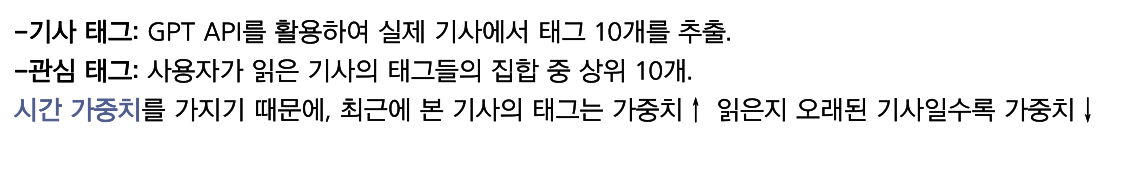 -기사 태그: GPT API를 활용하여 실제 기사에서 태그 10개를 추출.
-관심 태그: 사용자가 읽은 기사의 태그들의 집합 중 상위 10개.
시간 가중치를 가지기 때문에, 최근에 본 기사의 태그는 가중치↑ 읽은지 오래된 기사일수록 가중치↓